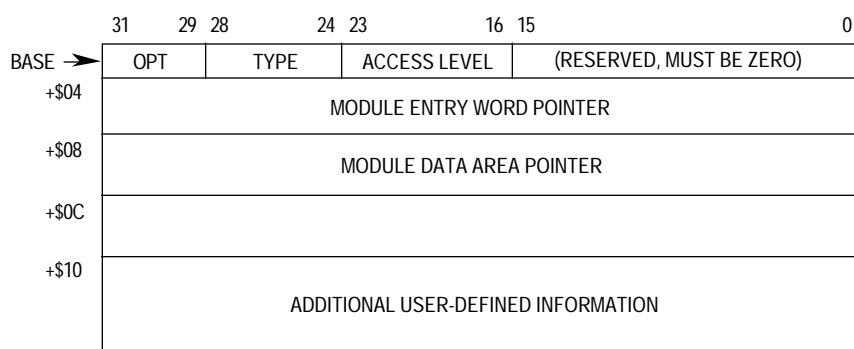 31 29 28 24 23 16 15 0
BASE OPT TYPE ACCESS LEVEL (RESERVED, MUST BE ZERO)
+$04
MODULE ENTRY WORD POINTER
+$08
MODULE DATA AREA POINTER
+$0C
+$10
ADDITIONAL USER-DEFINED INFORMATION